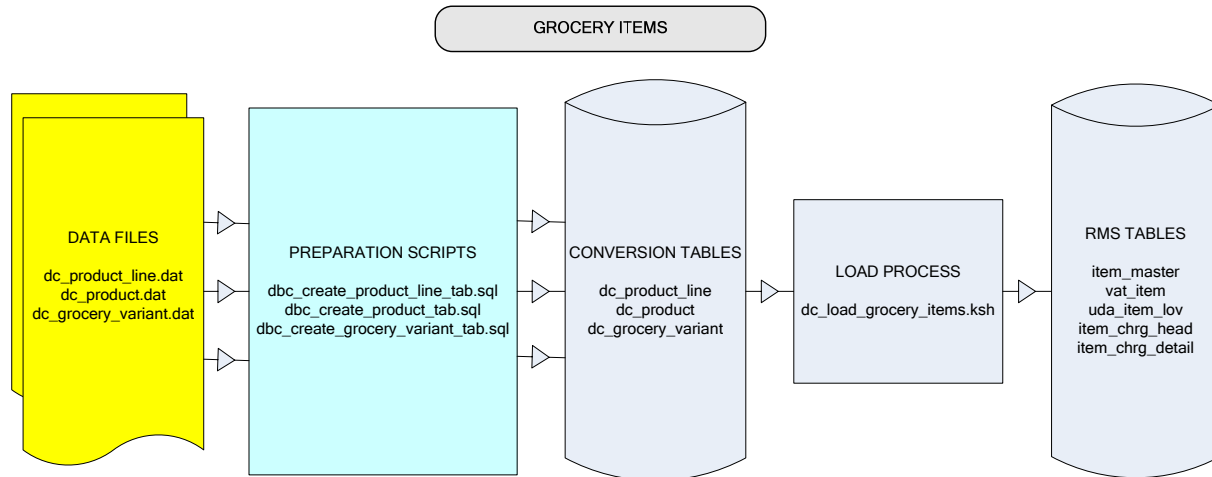 GROCERY ITEMS
DATA FILES
dc_product_line.dat
dc_product.dat
dc_grocery_variant.dat
PREPARATION SCRIPTS
dbc_create_product_line_tab.sql
dbc_create_product_tab.sql
dbc_create_grocery_variant_tab.sql
CONVERSION TABLES
dc_product_line
dc_product
dc_grocery_variant
LOAD PROCESS
dc_load_grocery_items.ksh
RMS TABLES
item_master
vat_item
uda_item_lov
item_chrg_head
item_chrg_detail